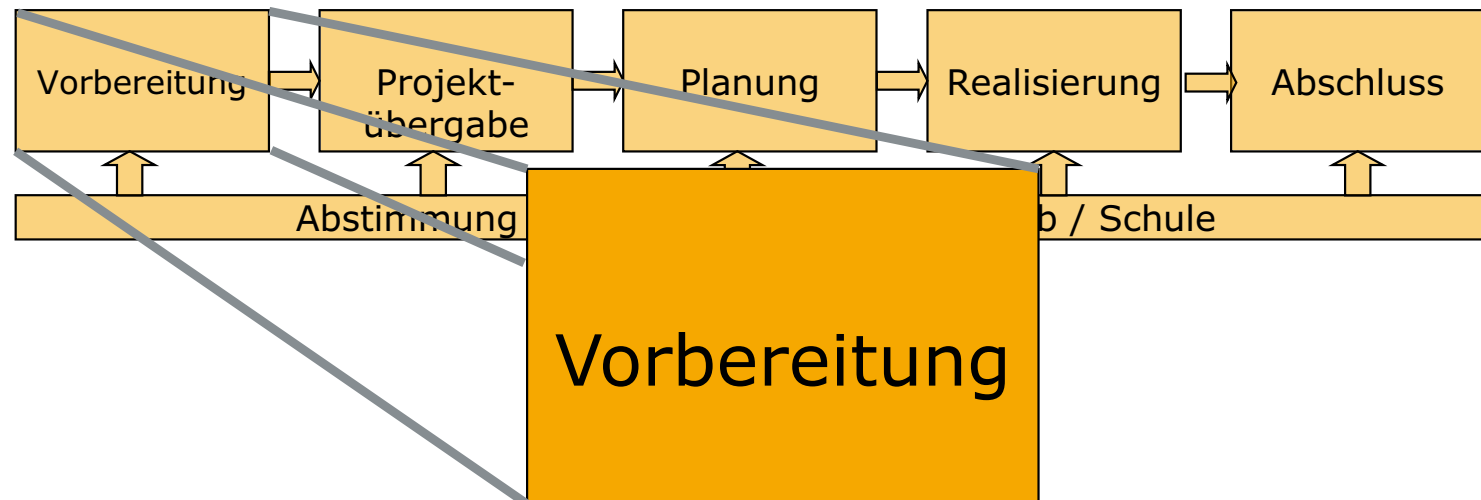 Vorbereitung
Projekt-
übergabe
Planung
Realisierung
Abschluss
Abstimmung b / Schule
Vorbereitung